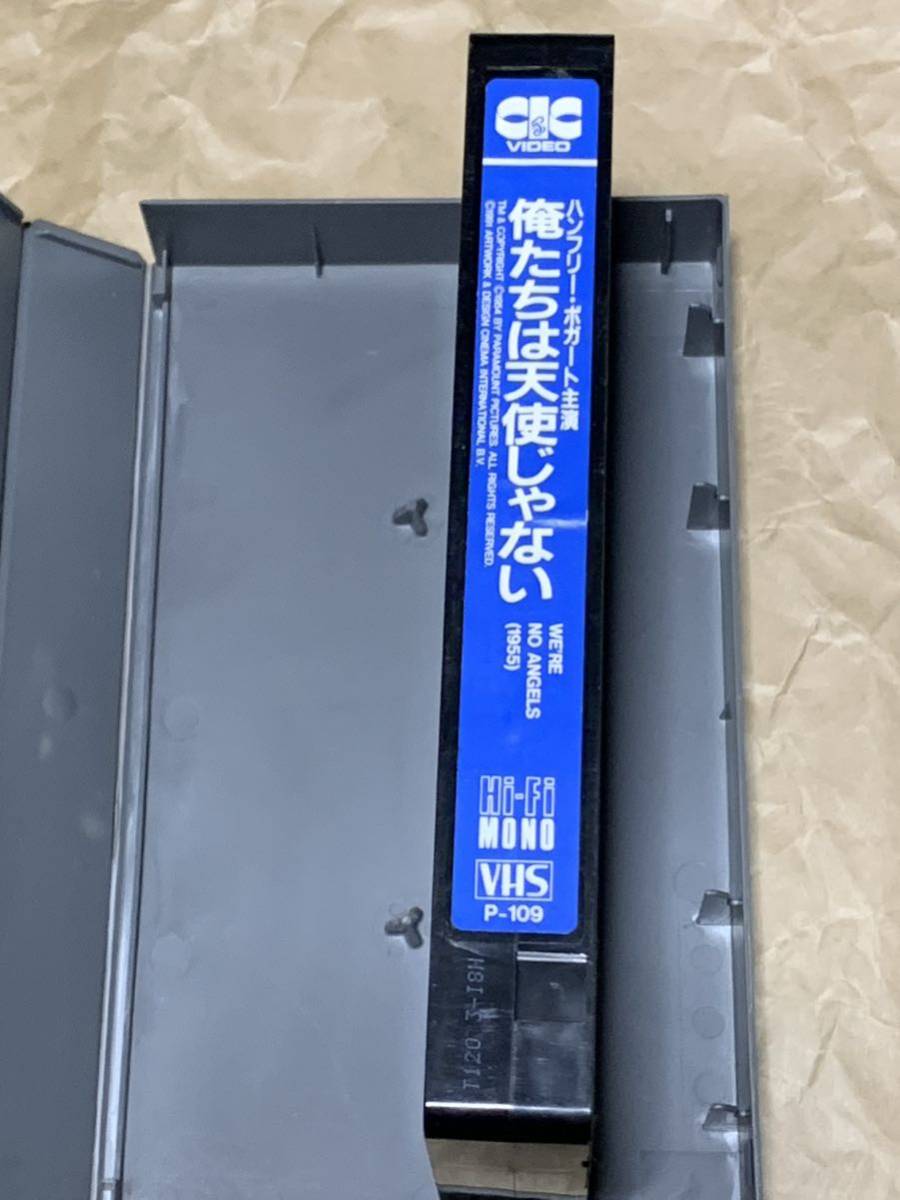 CIC
VIDEO
ハンフリー・ボガート主演
俺たちは天使じゃない
TM & COPYRIGHT ©1954 BY PARAMOUNT PICTURES. ALL RIGHTS RESERVED.
©1991 ARTWORK & DESIGN CINEMA INTERNATIONAL B.V.
WE'RE
NO ANGELS
(1955)
Hi-Fi
MONO
VHS
P-109
T120 3-I8H